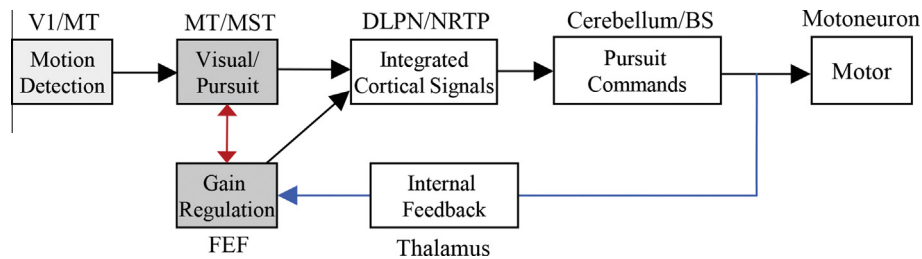 V1/MT
MT/MST
DLPN/NRTP
Cerebellum/BS
Motoneuron
Motion
Detection
Visual/
Pursuit
Integrated
Cortical Signals
Pursuit
Commands
Motor
Gain
Regulation
FEF
Internal
Feedback
Thalamus